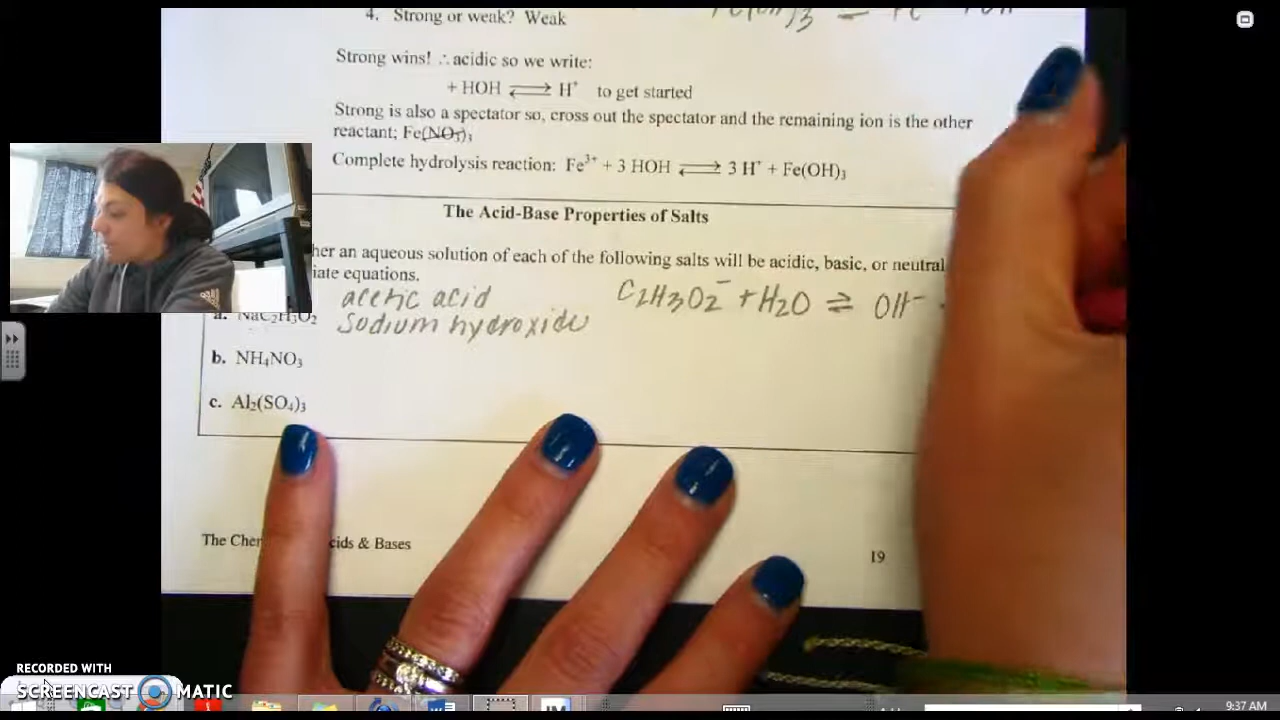 4. Strong or weak? Weak
Strong wins! ∴ acidic so we write:
+ HOH ⇌ H⁺ to get started
Strong is also a spectator so, cross out the spectator and the remaining ion is the other
reactant; Fe(NO₃)₃
Complete hydrolysis reaction: Fe³⁺ + 3 HOH ⇌ 3 H⁺ + Fe(OH)₃
The Acid-Base Properties of Salts
her an aqueous solution of each of the following salts will be acidic, basic, or neutral
iate equations.
acetic acid
C₂H₃O₂⁻ + H₂O ⇌ OH⁻
a. NaC₂H₃O₂
sodium hydroxide
b. NH₄NO₃
c. Al₂(SO₄)₃
The Cher
cids & Bases
19
RECORDED WITH
SCREENCAST MATIC
9:37 AM